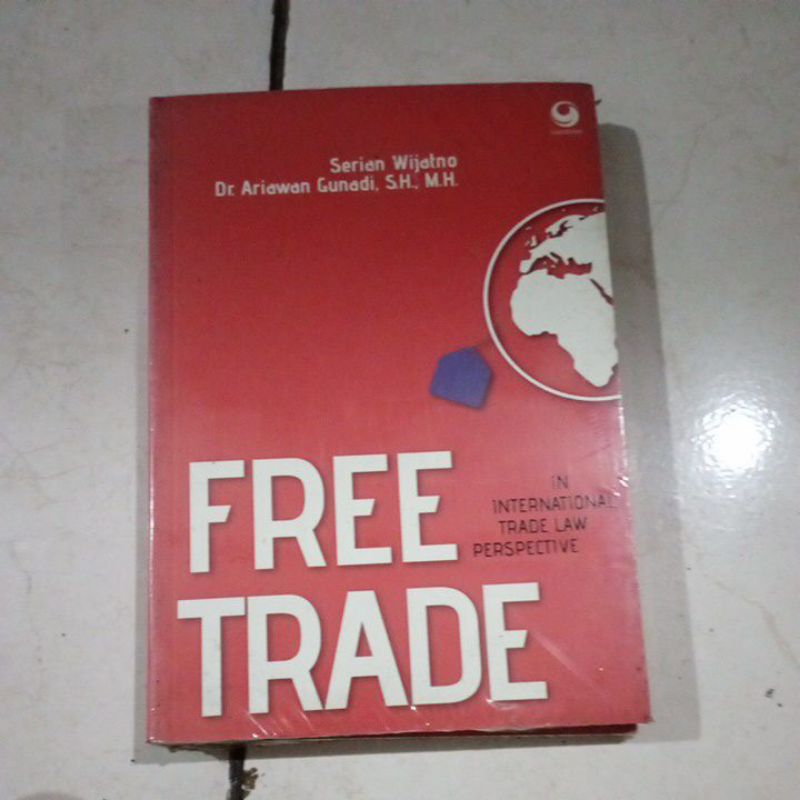 Serian Wijatno
Dr. Ariawan Gunadi, S.H., M.H.
FREE
TRADE
IN
INTERNATIONAL
TRADE LAW
PERSPECTIVE